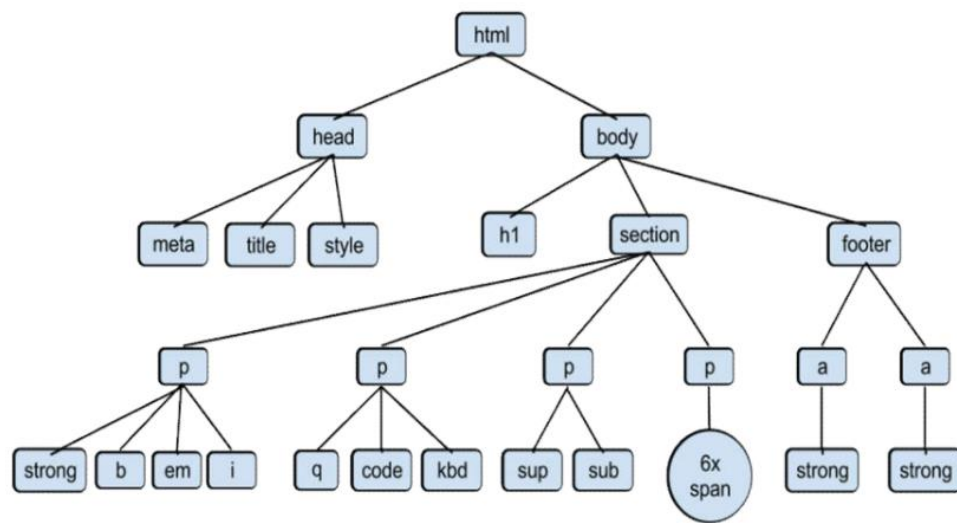 html
head
body
meta
title
style
h1
section
footer
p
p
p
p
a
a
strong
b
em
i
q
code
kbd
sup
sub
6x
span
strong
strong